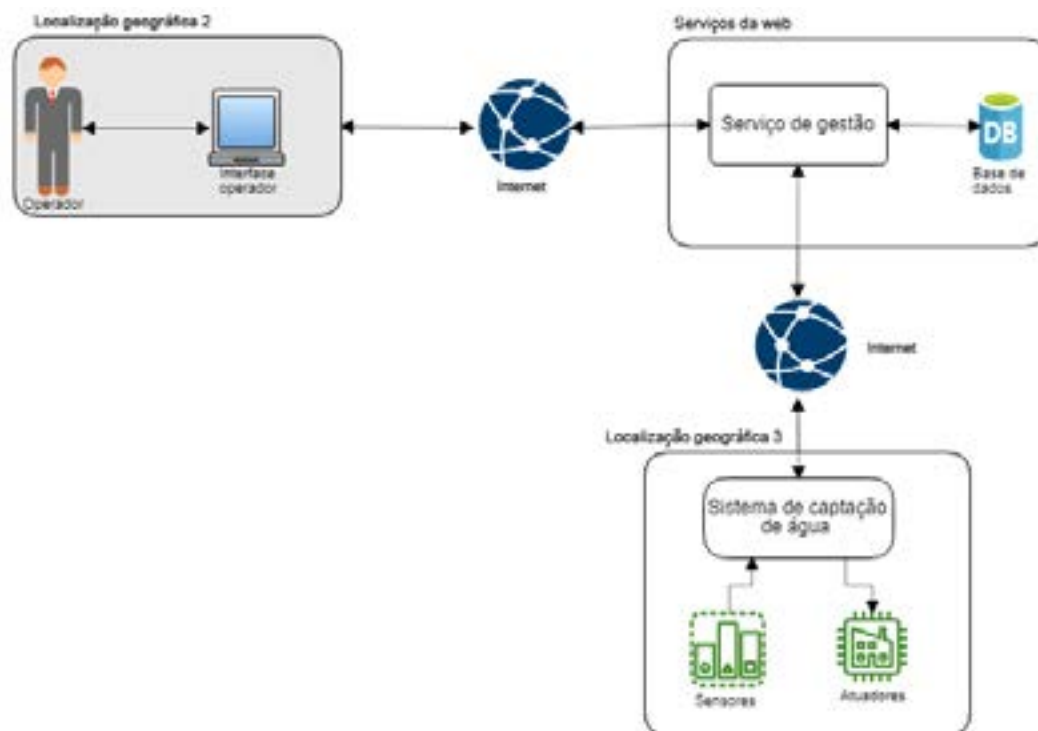 Localização geográfica 2
Operador
Interface
operador
Internet
Serviços da web
Serviço de gestão
DB
Base de
dados
Internet
Localização geográfica 3
Sistema de captação
de água
Sensores
Atuadores